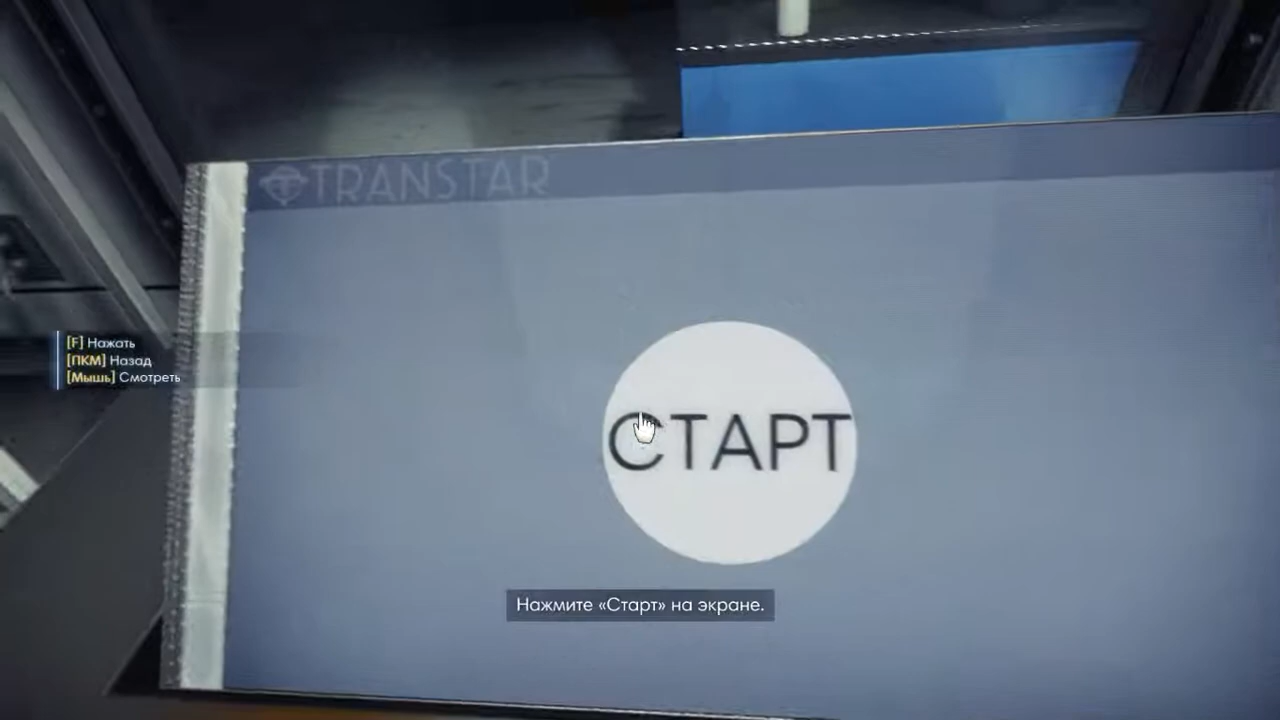 TRANSTAR
[F] Нажать
[ПКМ] Назад
[Мышь] Смотреть
СТАРТ
Нажмите «Старт» на экране.